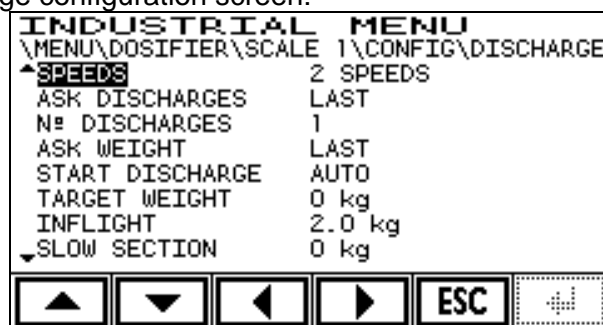 ge configuration screen.
INDUSTRIAL MENU
\MENU\DOSIFIER\SCALE 1\CONFIG\DISCHARGE
SPEEDS 2 SPEEDS
ASK DISCHARGES LAST
Nº DISCHARGES 1
ASK WEIGHT LAST
START DISCHARGE AUTO
TARGET WEIGHT 0 kg
INFLIGHT 2.0 kg
SLOW SECTION 0 kg
ESC